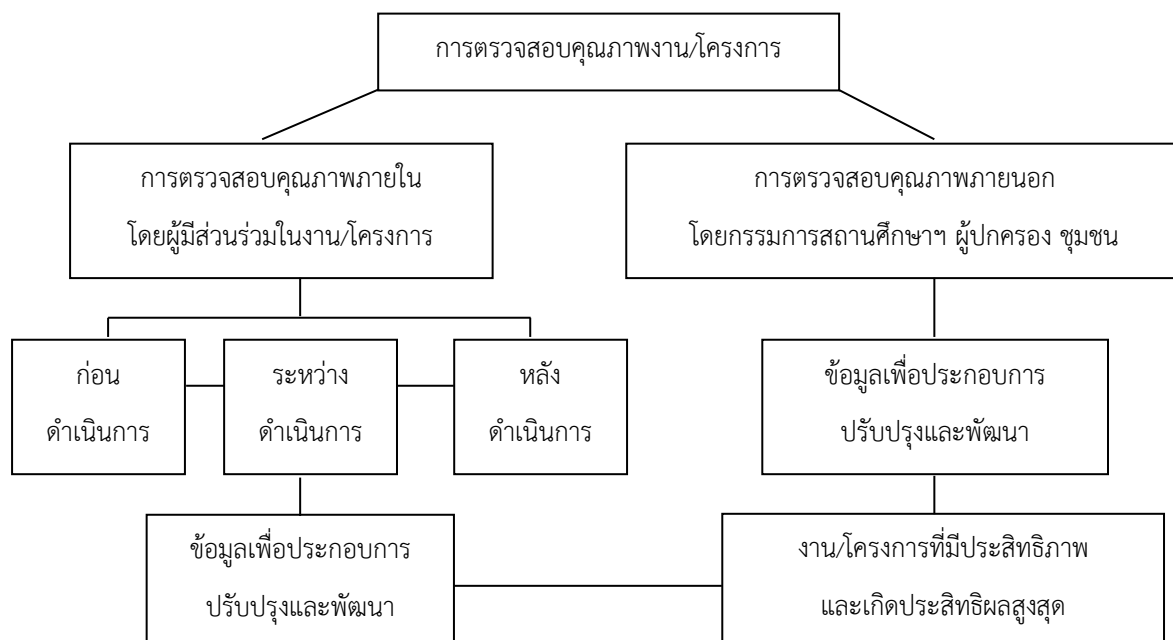 การตรวจสอบคุณภาพงาน/โครงการ
การตรวจสอบคุณภาพภายใน
โดยผู้มีส่วนร่วมในงาน/โครงการ
การตรวจสอบคุณภาพภายนอก
โดยกรรมการสถานศึกษาฯ ผู้ปกครอง ชุมชน
ก่อน
ดำเนินการ
ระหว่าง
ดำเนินการ
หลัง
ดำเนินการ
ข้อมูลเพื่อประกอบการ
ปรับปรุงและพัฒนา
ข้อมูลเพื่อประกอบการ
ปรับปรุงและพัฒนา
งาน/โครงการที่มีประสิทธิภาพ
และเกิดประสิทธิผลสูงสุด